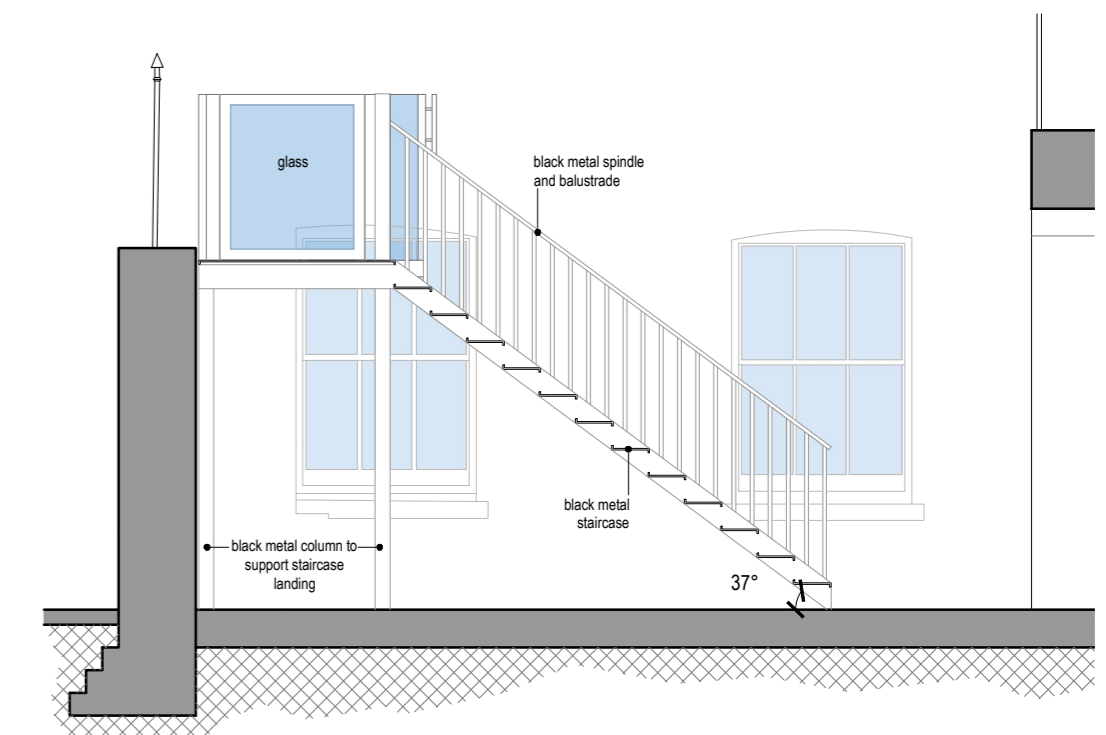 glass
black metal spindle
and balustrade
black metal
staircase
black metal column to
support staircase
landing
37°